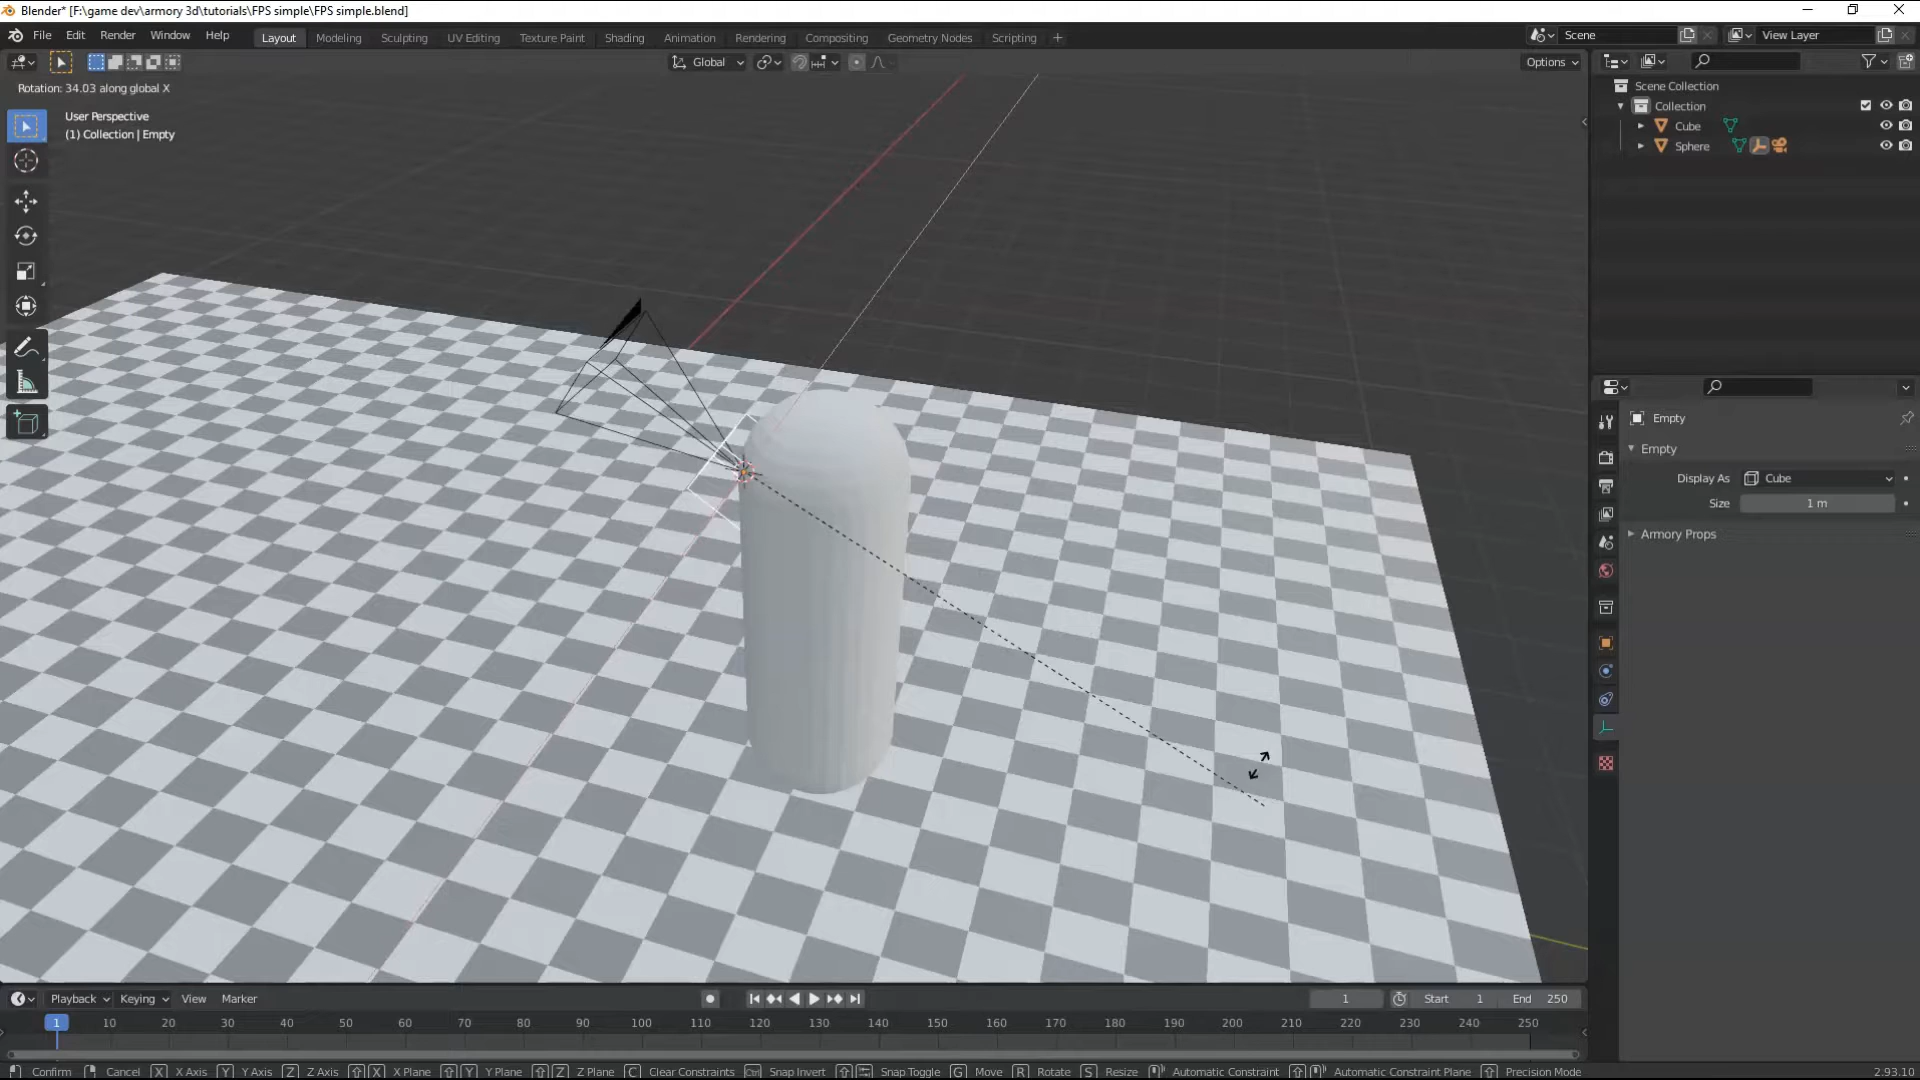 Blender* [F:\game dev\armory 3d\tutorials\FPS simple\FPS simple.blend]
File Edit Render Window Help Layout Modeling Sculpting UV Editing Texture Paint Shading Animation Rendering Compositing Geometry Nodes Scripting + Scene View Layer
Global Options
Rotation: 34.03 along global X
User Perspective
(1) Collection | Empty
Scene Collection
Collection
Cube
Sphere
Empty
Empty
Display As Cube
Size 1 m
Armory Props
Playback Keying View Marker 1 Start 1 End 250
1 10 20 30 40 50 60 70 80 90 100 110 120 130 140 150 160 170 180 190 200 210 220 230 240 250
Confirm Cancel X X Axis Y Y Axis Z Z Axis X X Plane Y Y Plane Z Z Plane C Clear Constraints Ctrl Snap Invert Snap Toggle G Move R Rotate S Resize Automatic Constraint Automatic Constraint Plane Precision Mode 2.93.10